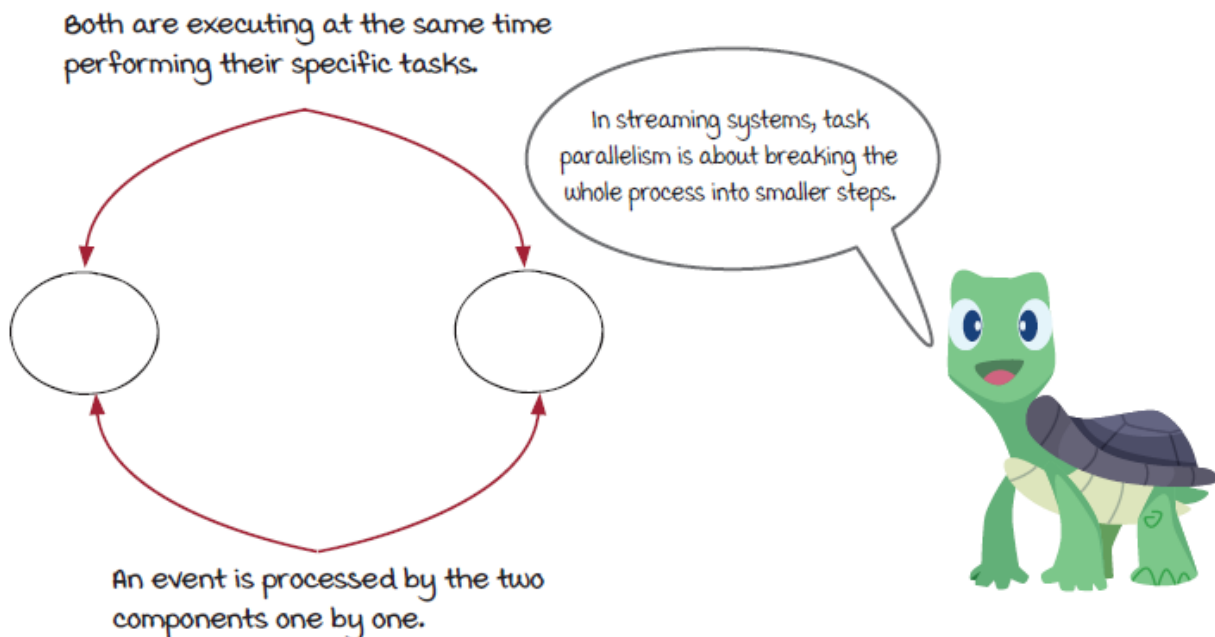 Both are executing at the same time
performing their specific tasks.
In streaming systems, task
parallelism is about breaking the
whole process into smaller steps.
An event is processed by the two
components one by one.